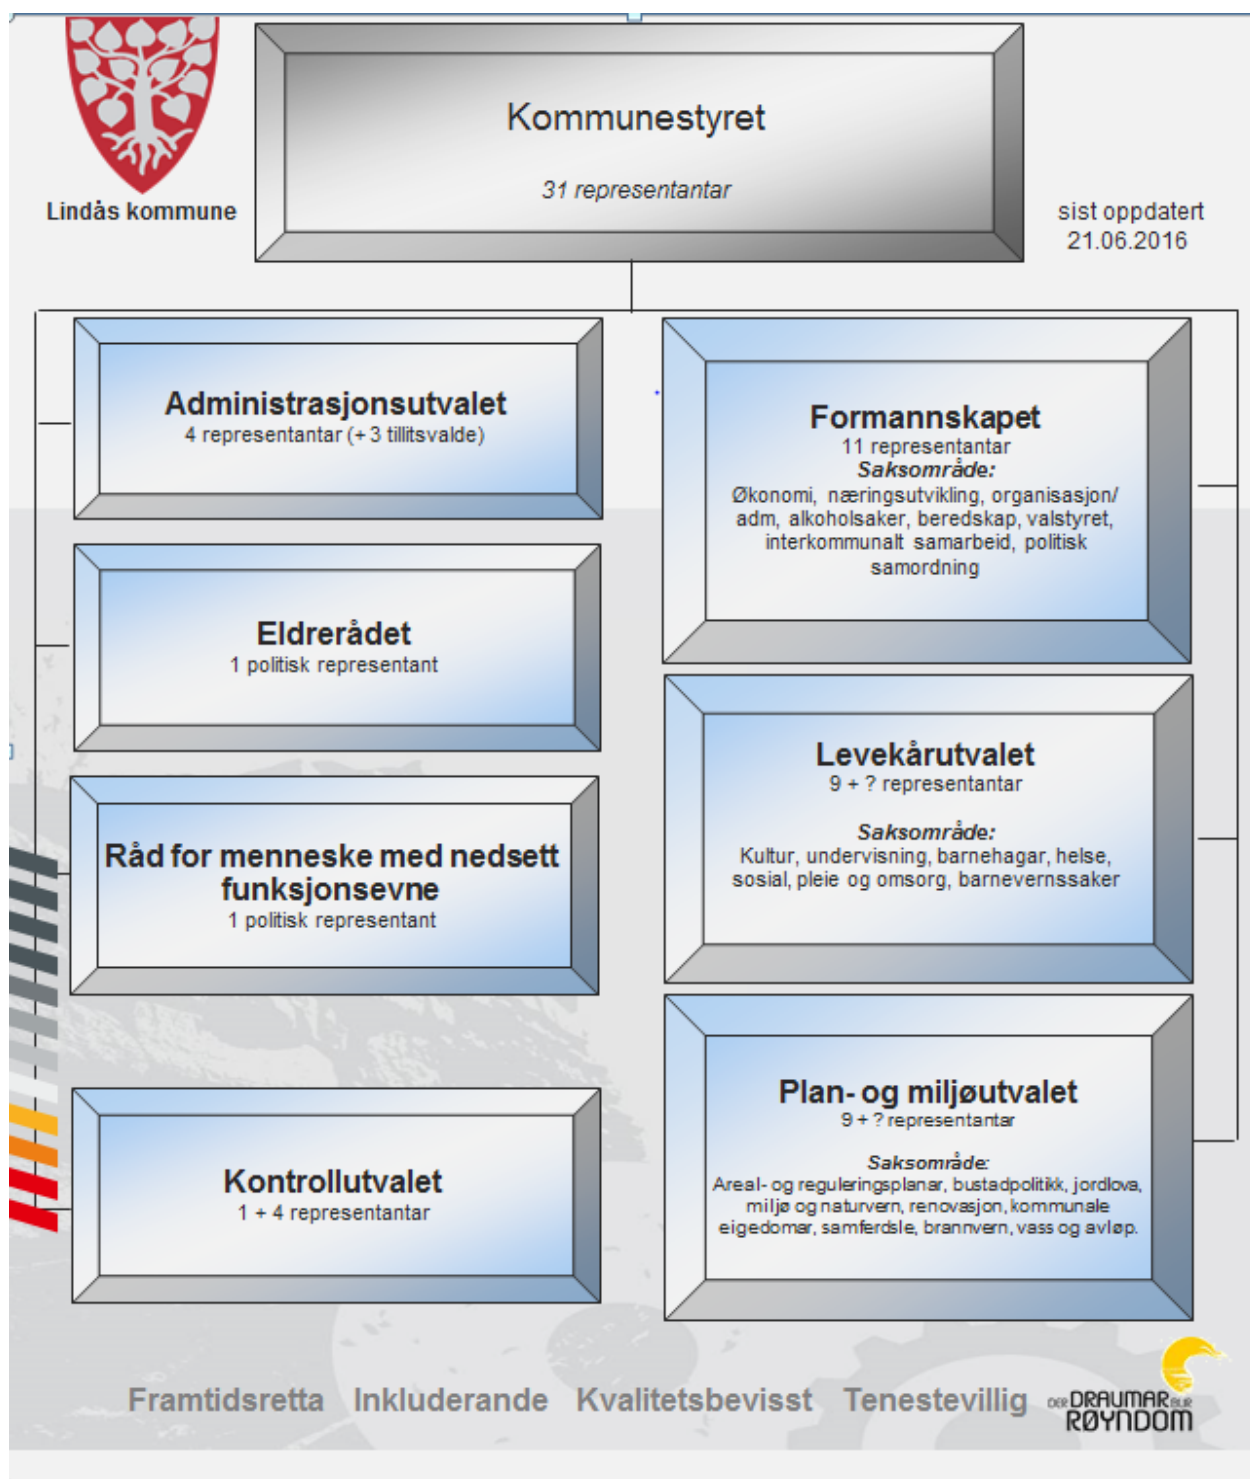 Kommunestyret
31 representantar
Lindås kommune
sist oppdatert
21.06.2016
Administrasjonsutvalet
4 representantar (+ 3 tillitsvalde)
Eldrerådet
1 politisk representant
Råd for menneske med nedsett
funksjonsevne
1 politisk representant
Kontrollutvalet
1 + 4 representantar
Formannskapet
11 representantar
Saksområde:
Økonomi, næringsutvikling, organisasjon/
adm, alkoholsaker, beredskap, valstyret,
interkommunalt samarbeid, politisk
samordning
Levekårutvalet
9 + ? representantar
Saksområde:
Kultur, undervisning, barnehagar, helse,
sosial, pleie og omsorg, barnevernssaker
Plan- og miljøutvalet
9 + ? representantar
Saksområde:
Areal- og reguleringsplanar, bustadpolitikk, jordlova,
miljø og naturvern, renovasjon, kommunale
eigedomar, samferdsle, brannvern, vass og avløp.
Framtidsretta Inkluderande Kvalitetsbevisst Tenestevillig
DER DRAUMAR BLIR
RØYNDOM